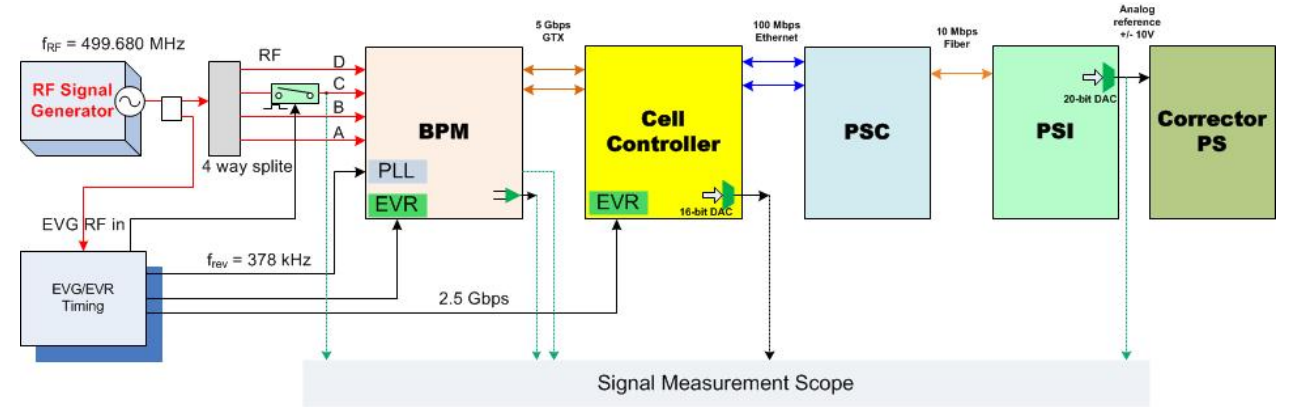 Analog
reference
+/- 10V
5 Gbps
GTX
100 Mbps
Ethernet
10 Mbps
Fiber
fRF = 499.680 MHz
RF
D
C
B
A
RF Signal
Generator
4 way splite
BPM
PLL
EVR
Cell
Controller
EVR
16-bit DAC
PSC
PSI
20-bit DAC
Corrector
PS
EVG RF in
frev = 378 kHz
EVG/EVR
Timing
2.5 Gbps
Signal Measurement Scope